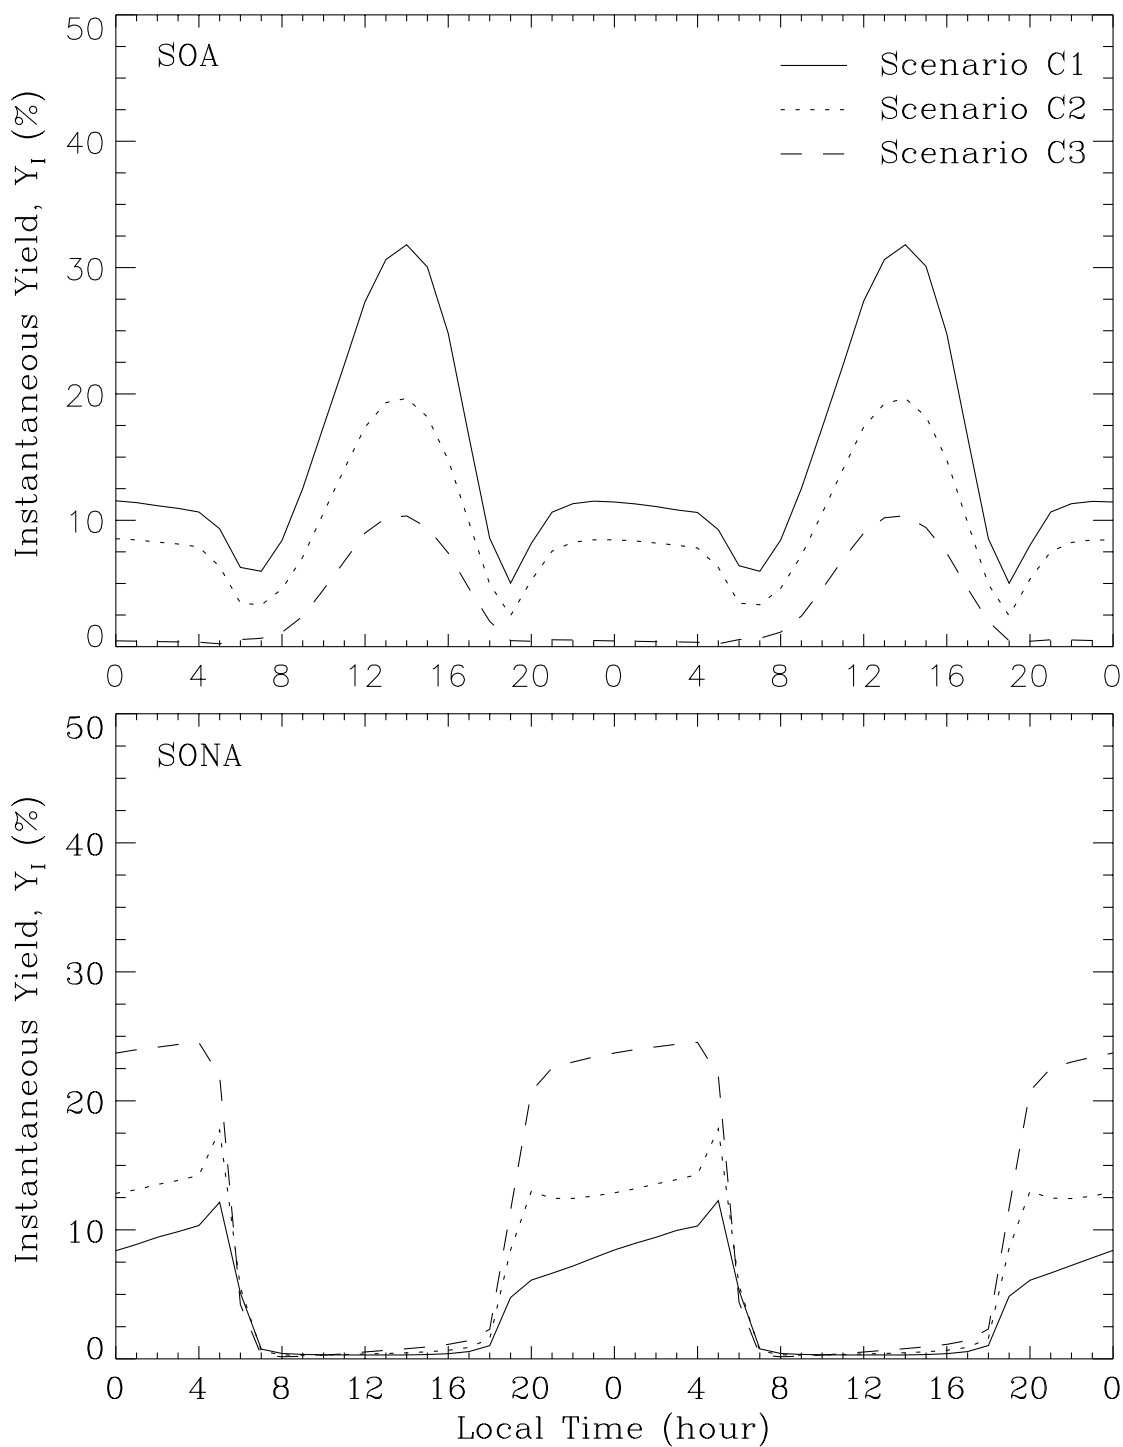 50
SOA
Scenario C1
Scenario C2
Scenario C3
40
30
20
10
0
Instantaneous Yield, Y_I (%)
0 4 8 12 16 20 0 4 8 12 16 20 0
50
SONA
40
30
20
10
0
Instantaneous Yield, Y_I (%)
0 4 8 12 16 20 0 4 8 12 16 20 0
Local Time (hour)